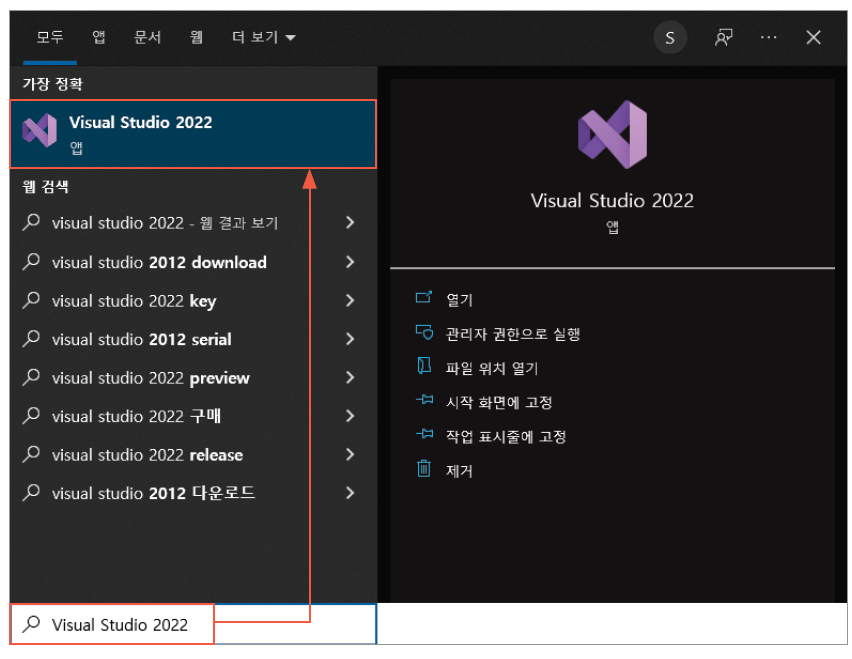 모두 앱 문서 웹 더 보기 S
가장 정확
Visual Studio 2022
앱
웹 검색
visual studio 2022 - 웹 결과 보기
visual studio 2012 download
visual studio 2022 key
visual studio 2012 serial
visual studio 2022 preview
visual studio 2022 구매
visual studio 2022 release
visual studio 2012 다운로드
Visual Studio 2022
Visual Studio 2022
앱
열기
관리자 권한으로 실행
파일 위치 열기
시작 화면에 고정
작업 표시줄에 고정
제거